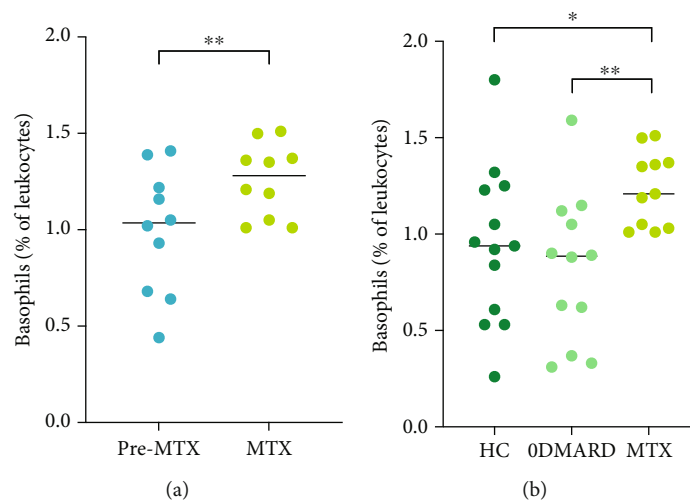 Basophils (% of leukocytes)
2.0
1.5
1.0
0.5
0.0
**
Pre-MTX MTX
(a)
Basophils (% of leukocytes)
2.0
1.5
1.0
0.5
0.0
*
**
HC 0DMARD MTX
(b)